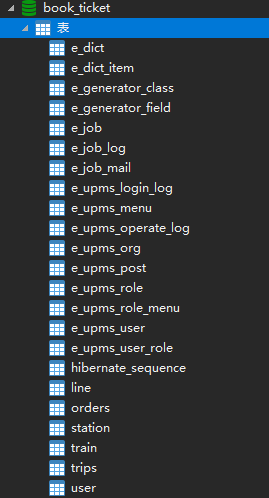 book_ticket
表
e_dict
e_dict_item
e_generator_class
e_generator_field
e_job
e_job_log
e_job_mail
e_upms_login_log
e_upms_menu
e_upms_operate_log
e_upms_org
e_upms_post
e_upms_role
e_upms_role_menu
e_upms_user
e_upms_user_role
hibernate_sequence
line
orders
station
train
trips
user